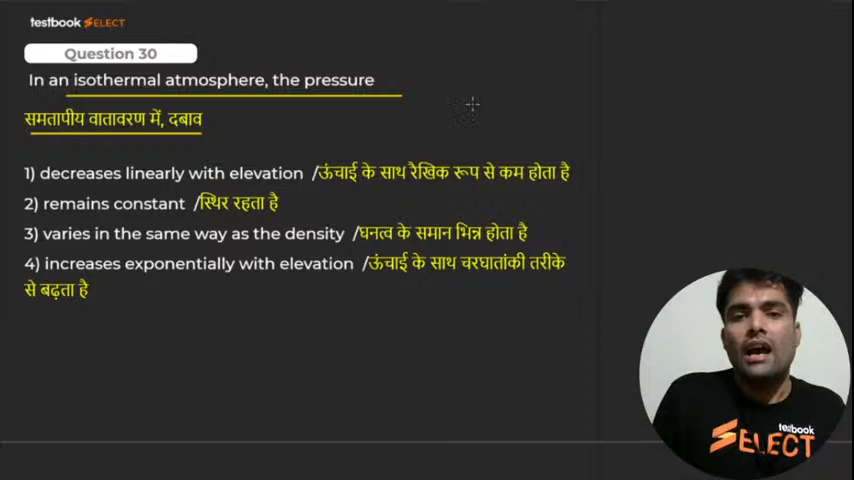 testbook SELECT
Question 30
In an isothermal atmosphere, the pressure
समतापीय वातावरण में, दबाव
1) decreases linearly with elevation /ऊंचाई के साथ रैखिक रूप से कम होता है
2) remains constant /स्थिर रहता है
3) varies in the same way as the density /घनत्व के समान भिन्न होता है
4) increases exponentially with elevation /ऊंचाई के साथ चरघातांकी तरीके
से बढ़ता है
testbook
SELECT